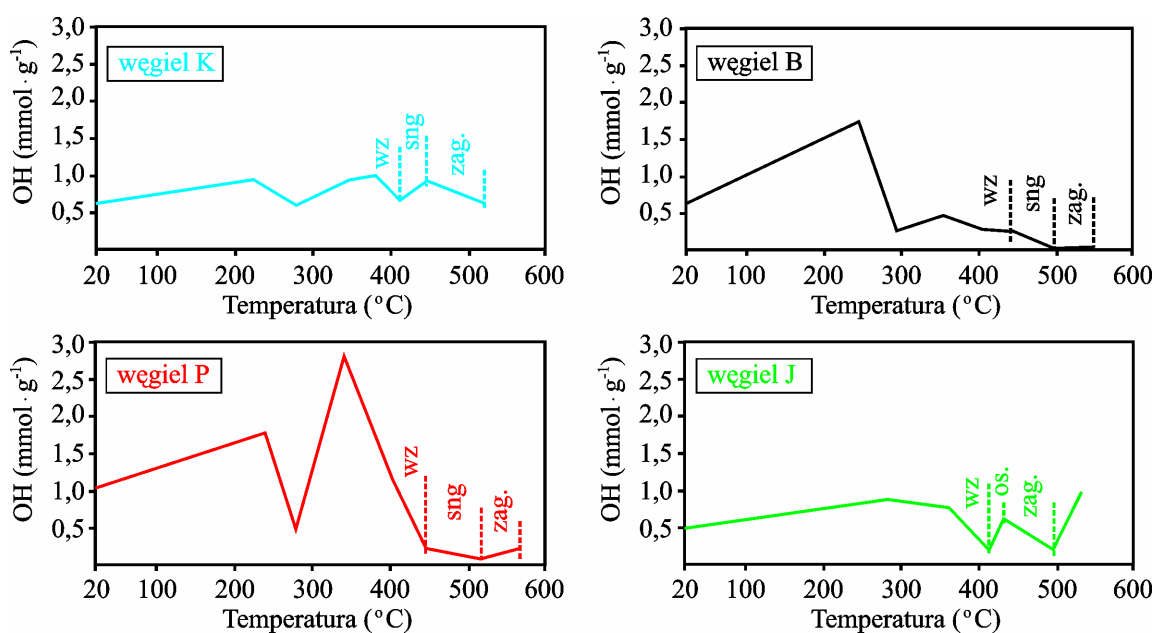 3,0
2,5
2,0
1,5
1,0
0,5
OH (mmol · g⁻¹)
węgiel K
wz
sng
zag.
20 100 200 300 400 500 600
Temperatura (°C)
3,0
2,5
2,0
1,5
1,0
0,5
OH (mmol · g⁻¹)
węgiel B
wz
sng
zag.
20 100 200 300 400 500 600
Temperatura (°C)
3,0
2,5
2,0
1,5
1,0
0,5
OH (mmol · g⁻¹)
węgiel P
wz
sng
zag.
20 100 200 300 400 500 600
Temperatura (°C)
3,0
2,5
2,0
1,5
1,0
0,5
OH (mmol · g⁻¹)
węgiel J
wz
os.
zag.
20 100 200 300 400 500 600
Temperatura (°C)